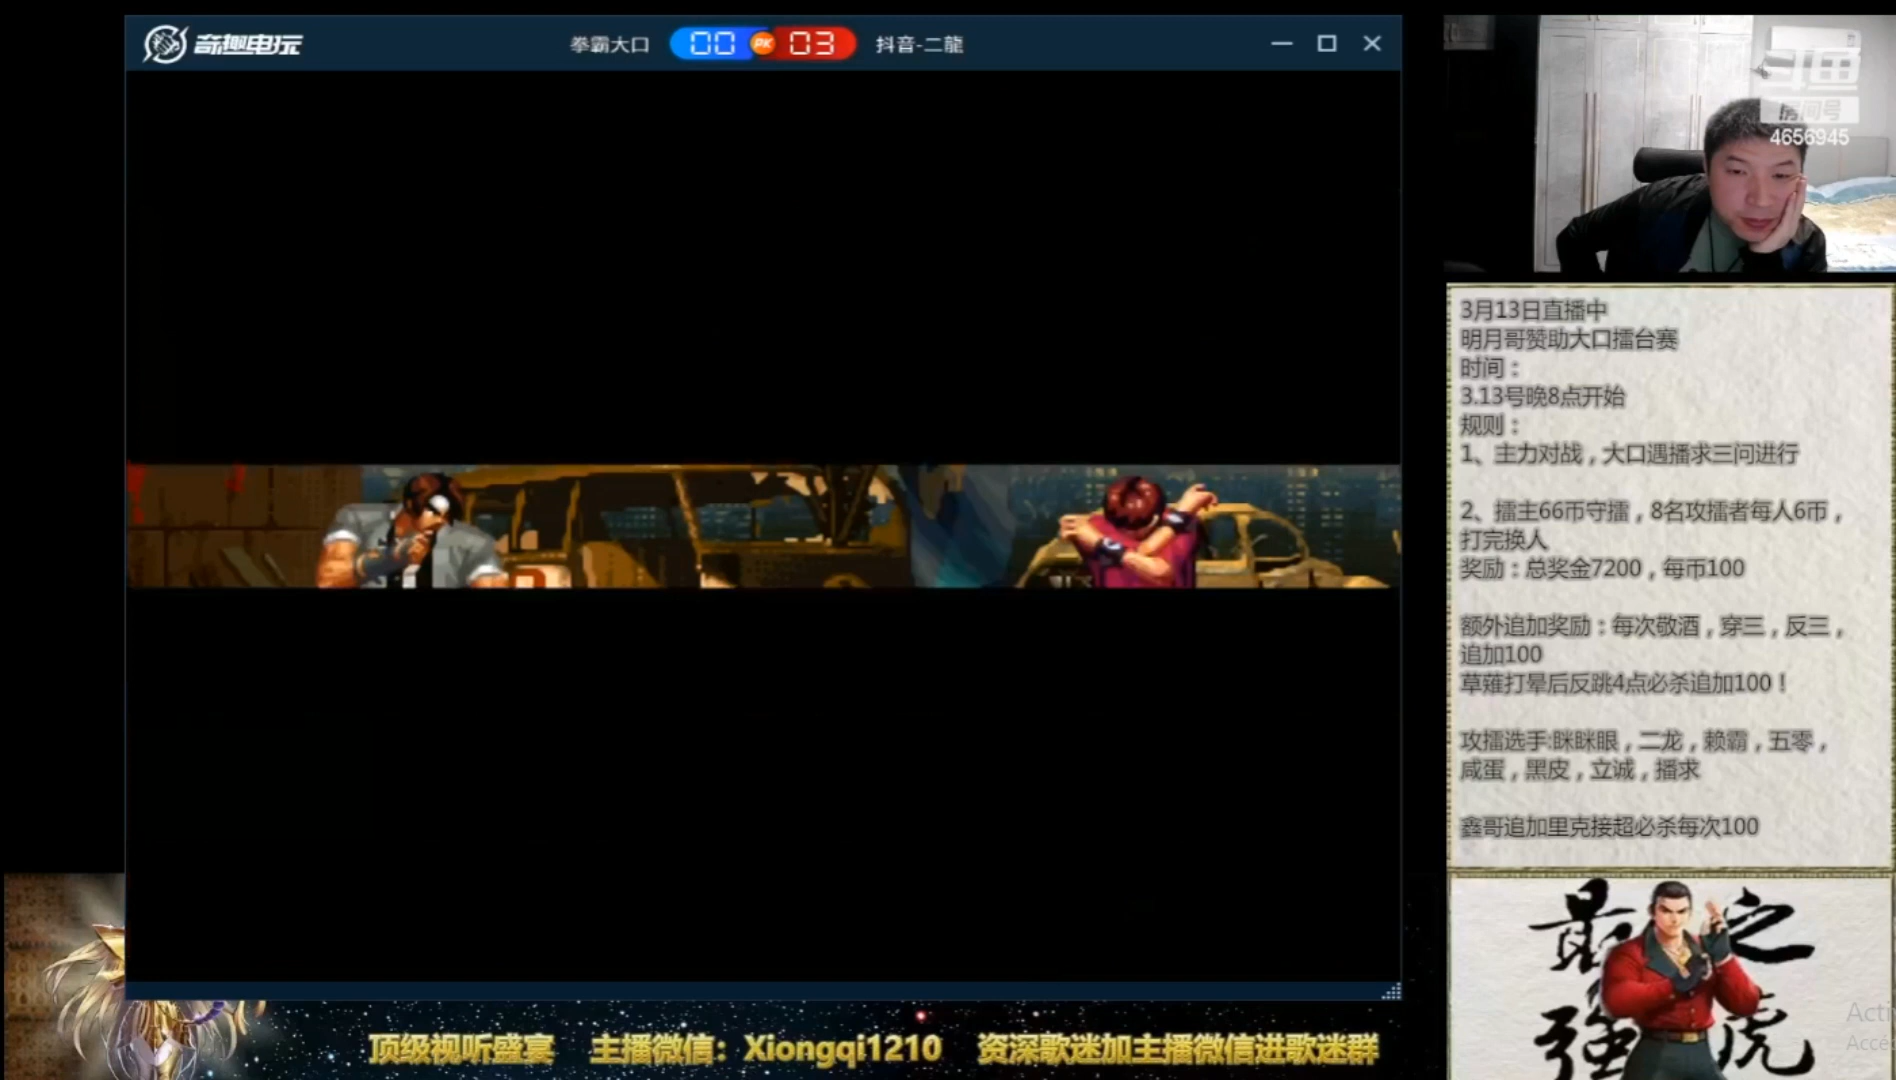 奇趣电玩
拳霸大口 00 PK 03 抖音-二龍
斗鱼
房间号
4656945
3月13日直播中
明月哥赞助大口擂台赛
时间：
3.13号晚8点开始
规则：
1、主力对战，大口遇播求三问进行
2、擂主66币守擂，8名攻擂者每人6币，
打完换人
奖励：总奖金7200，每币100
额外追加奖励：每次敬酒，穿三，反三，
追加100
草薙打晕后反跳4点必杀追加100！
攻擂选手:眯眯眼，二龙，赖霸，五零，
咸蛋，黑皮，立诚，播求
鑫哥追加里克接超必杀每次100
最之
强虎
Acti
Accé
顶级视听盛宴 主播微信：Xiongqi1210 资深歌迷加主播微信进歌迷群